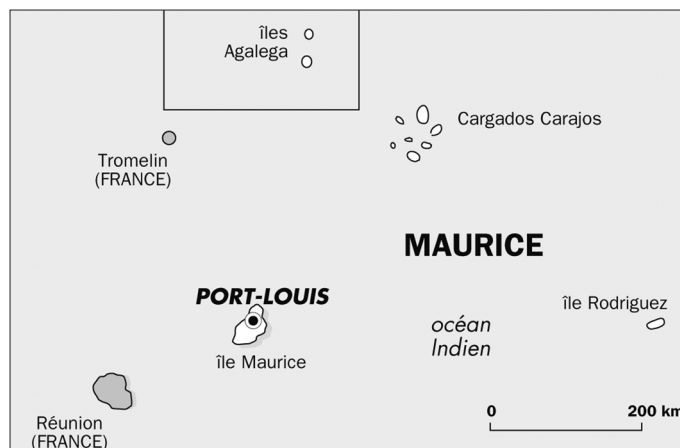 îles
Agalega
Cargados Carajos
Tromelin
(FRANCE)
MAURICE
PORT-LOUIS
île Rodriguez
océan
Indien
île Maurice
0 200 km
Réunion
(FRANCE)